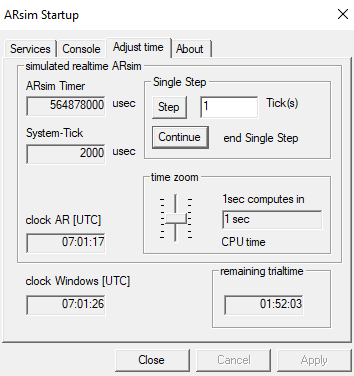 ARsim Startup
Services Console Adjust time About
simulated realtime ARsim
ARsim Timer
564878000 usec
System-Tick
2000 usec
Single Step
Step 1 Tick(s)
Continue end Single Step
time zoom
1sec computes in
1 sec
CPU time
clock AR [UTC]
07:01:17
clock Windows [UTC]
07:01:26
remaining trialtime
01:52:03
Close Cancel Apply